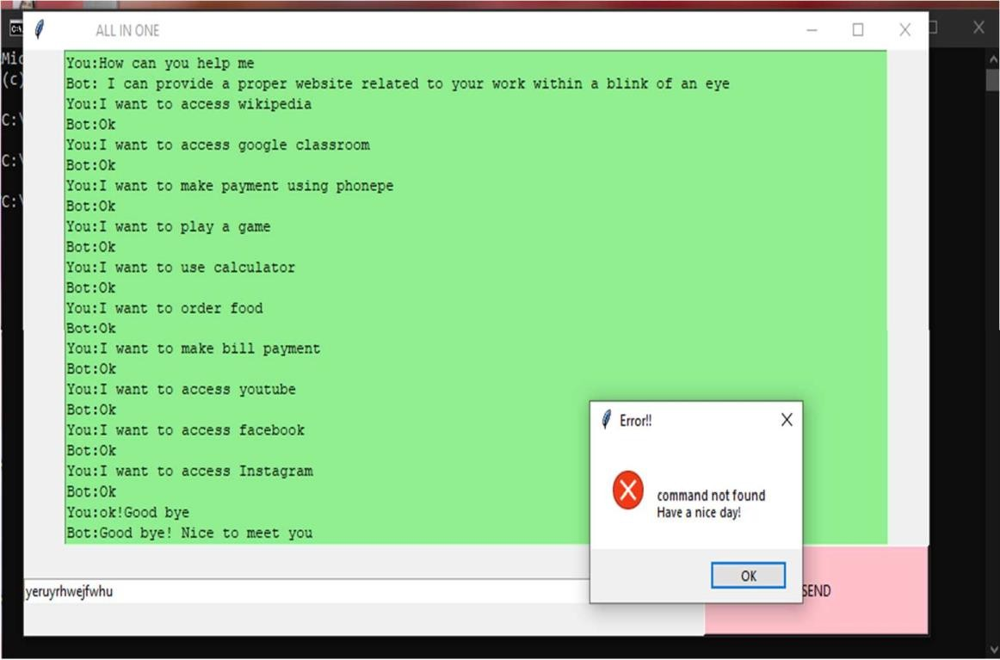 ALL IN ONE
Mic
(c)
C:\
C:\
C:\
You:How can you help me
Bot: I can provide a proper website related to your work within a blink of an eye
You:I want to access wikipedia
Bot:Ok
You:I want to access google classroom
Bot:Ok
You:I want to make payment using phonepe
Bot:Ok
You:I want to play a game
Bot:Ok
You:I want to use calculator
Bot:Ok
You:I want to order food
Bot:Ok
You:I want to make bill payment
Bot:Ok
You:I want to access youtube
Bot:Ok
You:I want to access facebook
Bot:Ok
You:I want to access Instagram
Bot:Ok
You:ok!Good bye
Bot:Good bye! Nice to meet you
Error!!
command not found
Have a nice day!
OK
yeruyrhwejfwhu
SEND